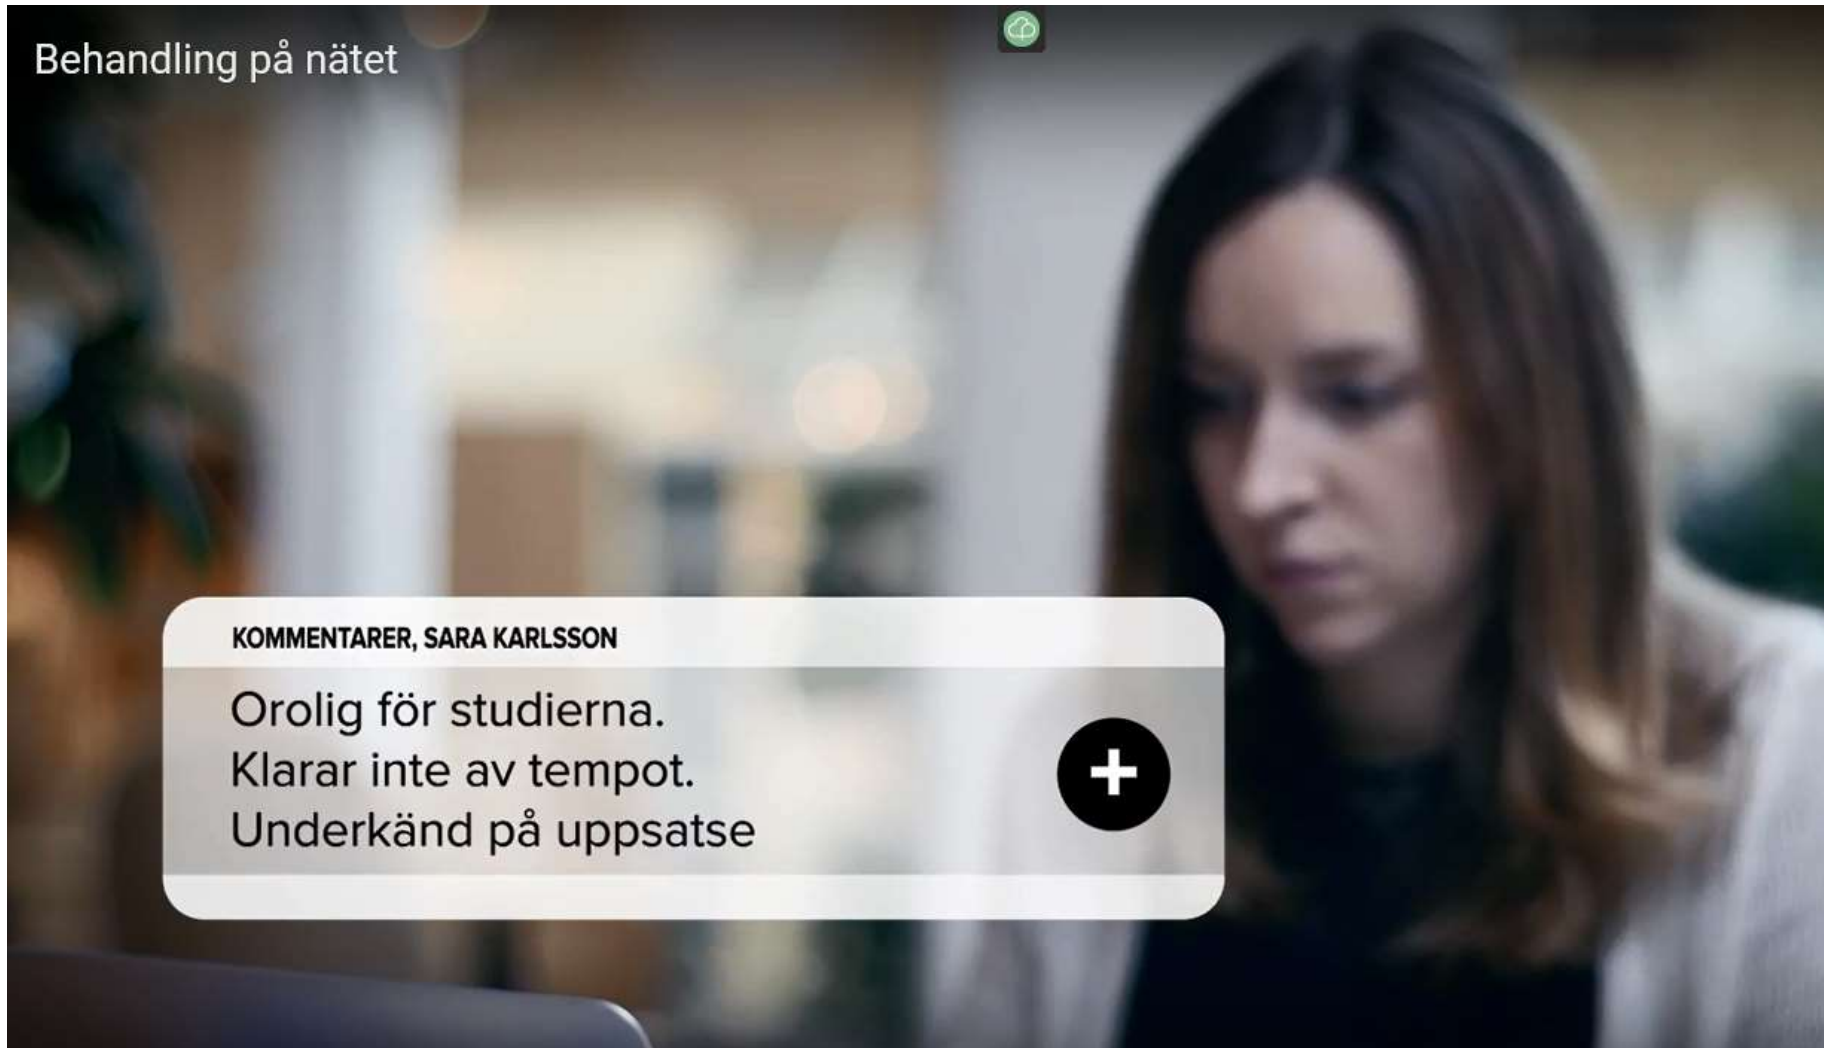 Behandling på nätet
KOMMENTARER, SARA KARLSSON
Orolig för studierna.
Klarar inte av tempot.
Underkänd på uppsatse